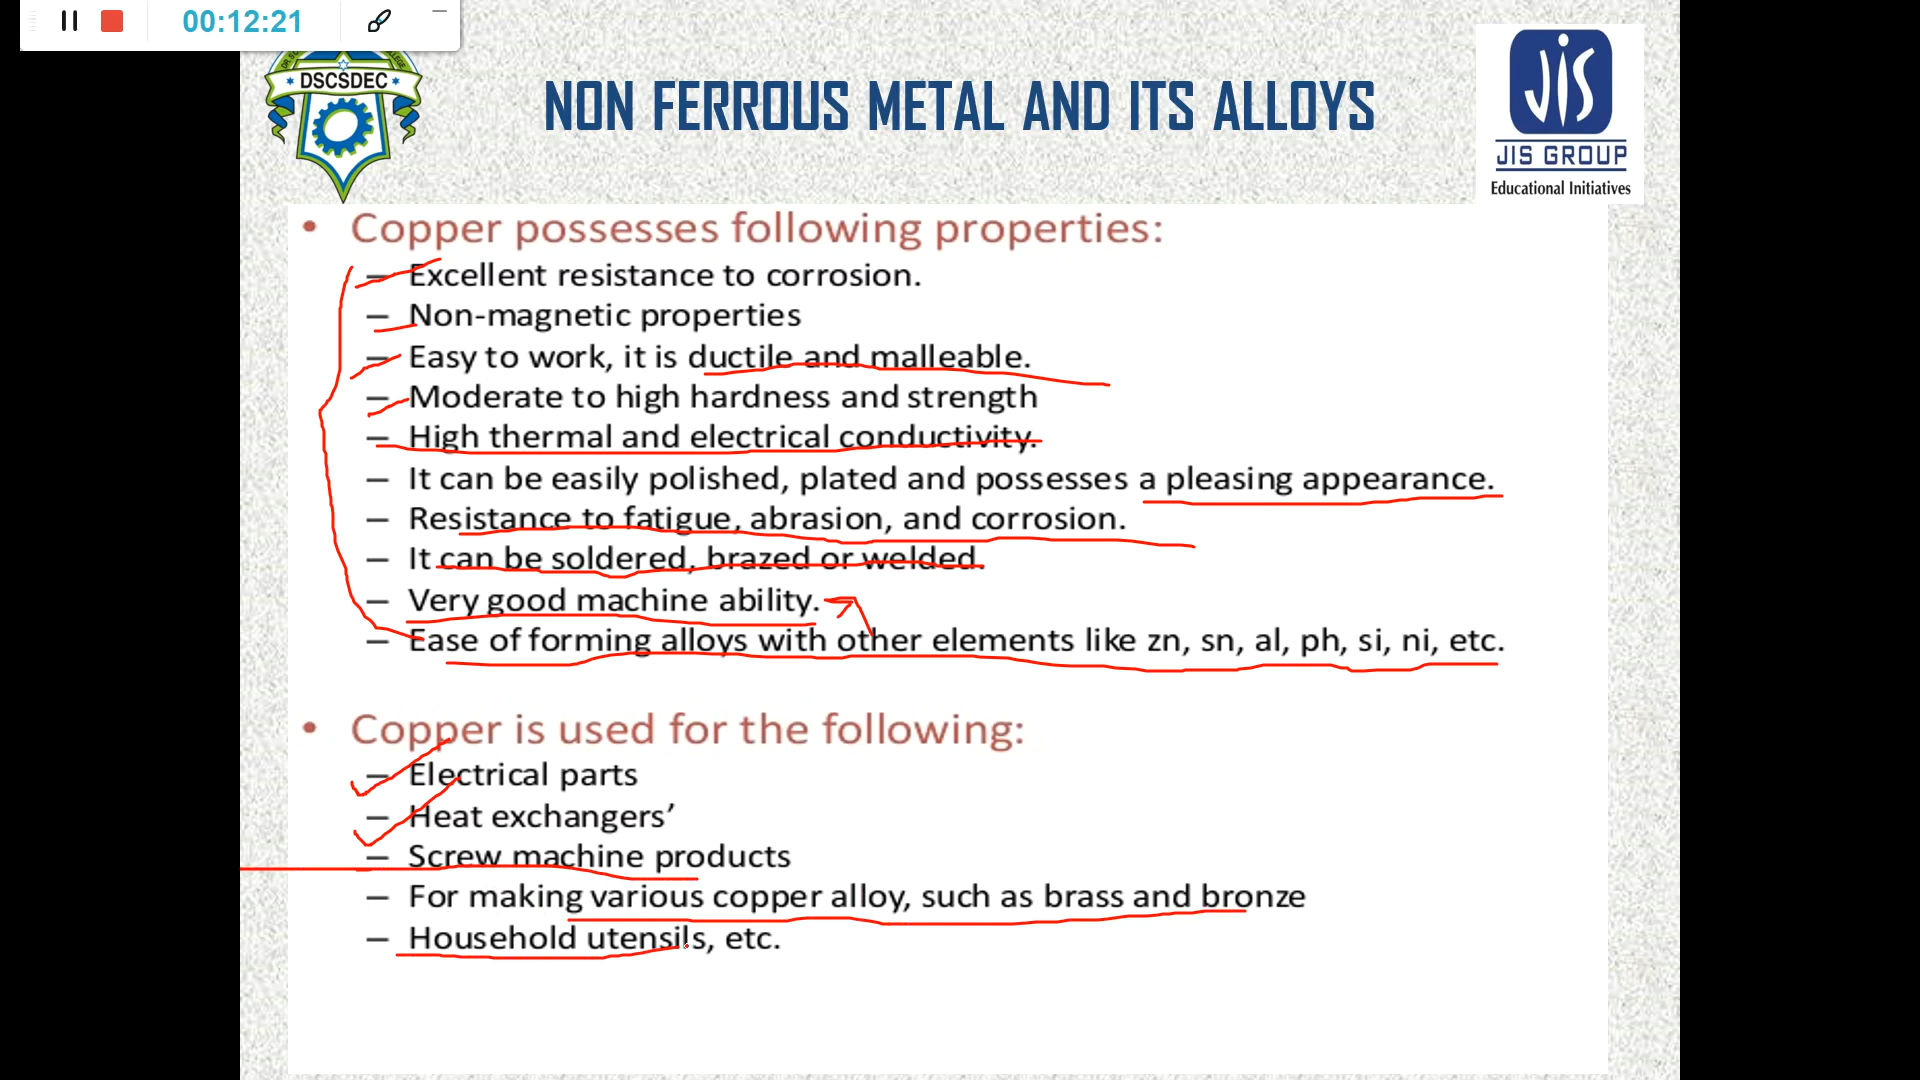 00:12:21
DSCSDEC
NON FERROUS METAL AND ITS ALLOYS
JIS
JIS GROUP
Educational Initiatives
• Copper possesses following properties:
– Excellent resistance to corrosion.
– Non-magnetic properties
– Easy to work, it is ductile and malleable.
– Moderate to high hardness and strength
– High thermal and electrical conductivity.
– It can be easily polished, plated and possesses a pleasing appearance.
– Resistance to fatigue, abrasion, and corrosion.
– It can be soldered, brazed or welded.
– Very good machine ability.
– Ease of forming alloys with other elements like zn, sn, al, ph, si, ni, etc.
• Copper is used for the following:
– Electrical parts
– Heat exchangers’
– Screw machine products
– For making various copper alloy, such as brass and bronze
– Household utensils, etc.